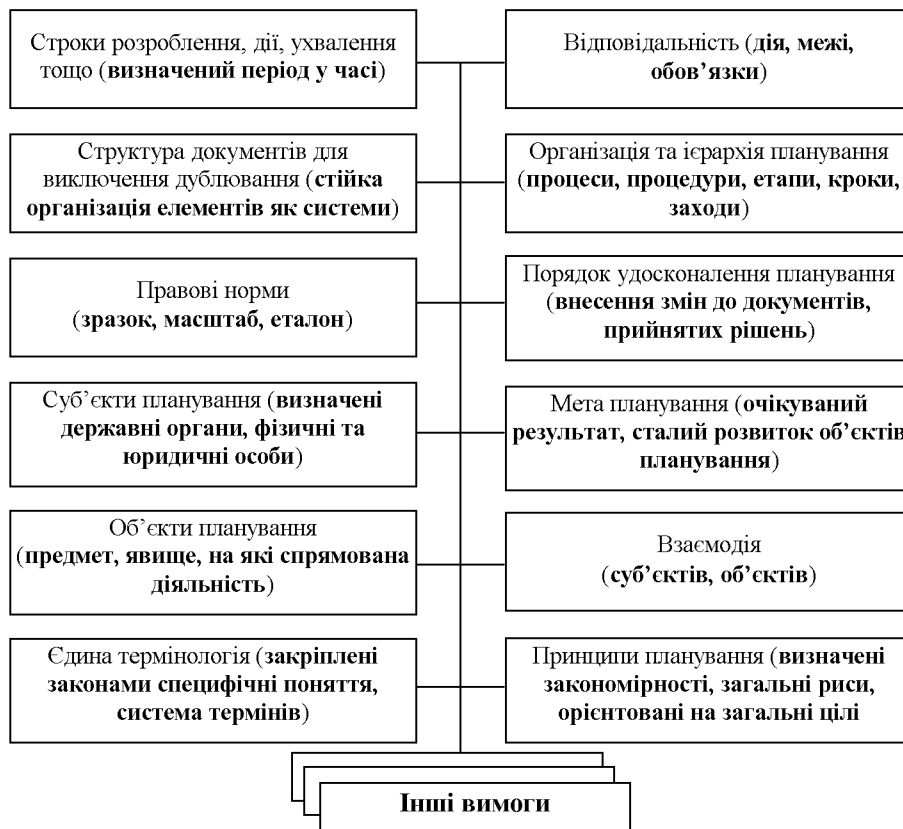 Строки розроблення, дії, ухвалення
тощо (визначений період у часі)
Відповідальність (дія, межі,
обов’язки)
Структура документів для
виключення дублювання (стійка
організація елементів як системи)
Організація та ієрархія планування
(процеси, процедури, етапи, кроки,
заходи)
Правові норми
(зразок, масштаб, еталон)
Порядок удосконалення планування
(внесення змін до документів,
прийнятих рішень)
Суб’єкти планування (визначені
державні органи, фізичні та
юридичні особи)
Мета планування (очікуваний
результат, сталий розвиток об’єктів
планування)
Об’єкти планування
(предмет, явище, на які спрямована
діяльність)
Взаємодія
(суб’єктів, об’єктів)
Єдина термінологія (закріплені
законами специфічні поняття,
система термінів)
Принципи планування (визначені
закономірності, загальні риси,
орієнтовані на загальні цілі
Інші вимоги